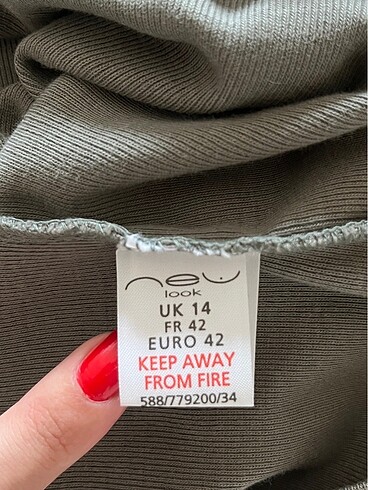 new
look
UK 14
FR 42
EURO 42
KEEP AWAY
FROM FIRE
588/779200/34